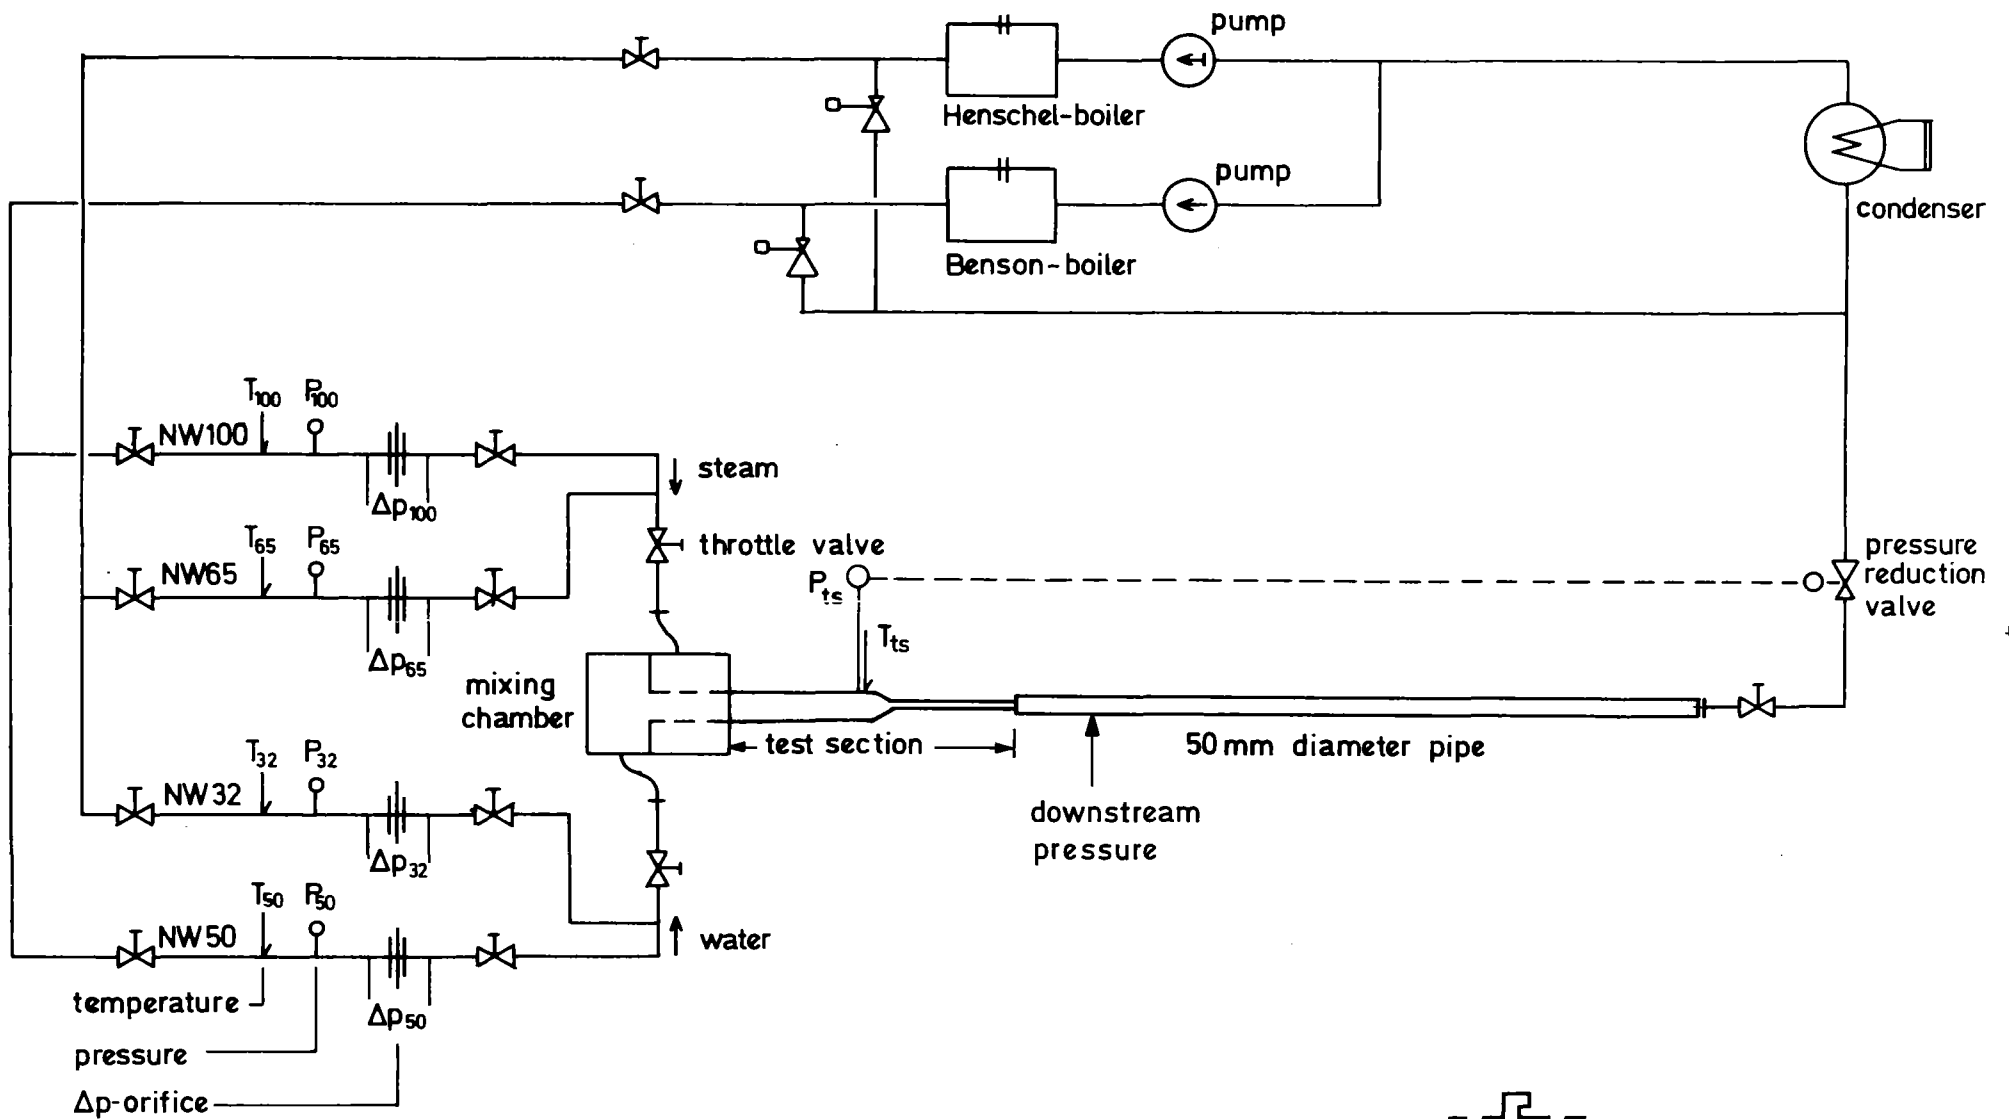 pump
Henschel-boiler
pump
condenser
Benson-boiler
T100 P100
NW100
Δp100
steam
T65 P65
NW65
Δp65
throttle valve
Pts
Tts
pressure
reduction
valve
mixing
chamber
test section
50mm diameter pipe
downstream
pressure
T32 P32
NW32
Δp32
T50 P50
NW50
Δp50
water
temperature
pressure
Δp-orifice